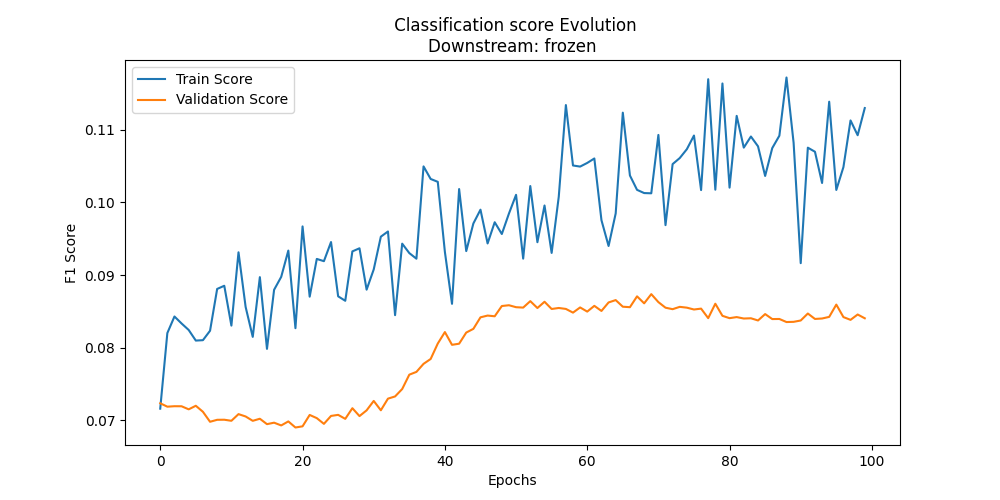 Classification score Evolution
Downstream: frozen
Train Score
Validation Score
F1 Score
0.11
0.10
0.09
0.08
0.07
0 20 40 60 80 100
Epochs